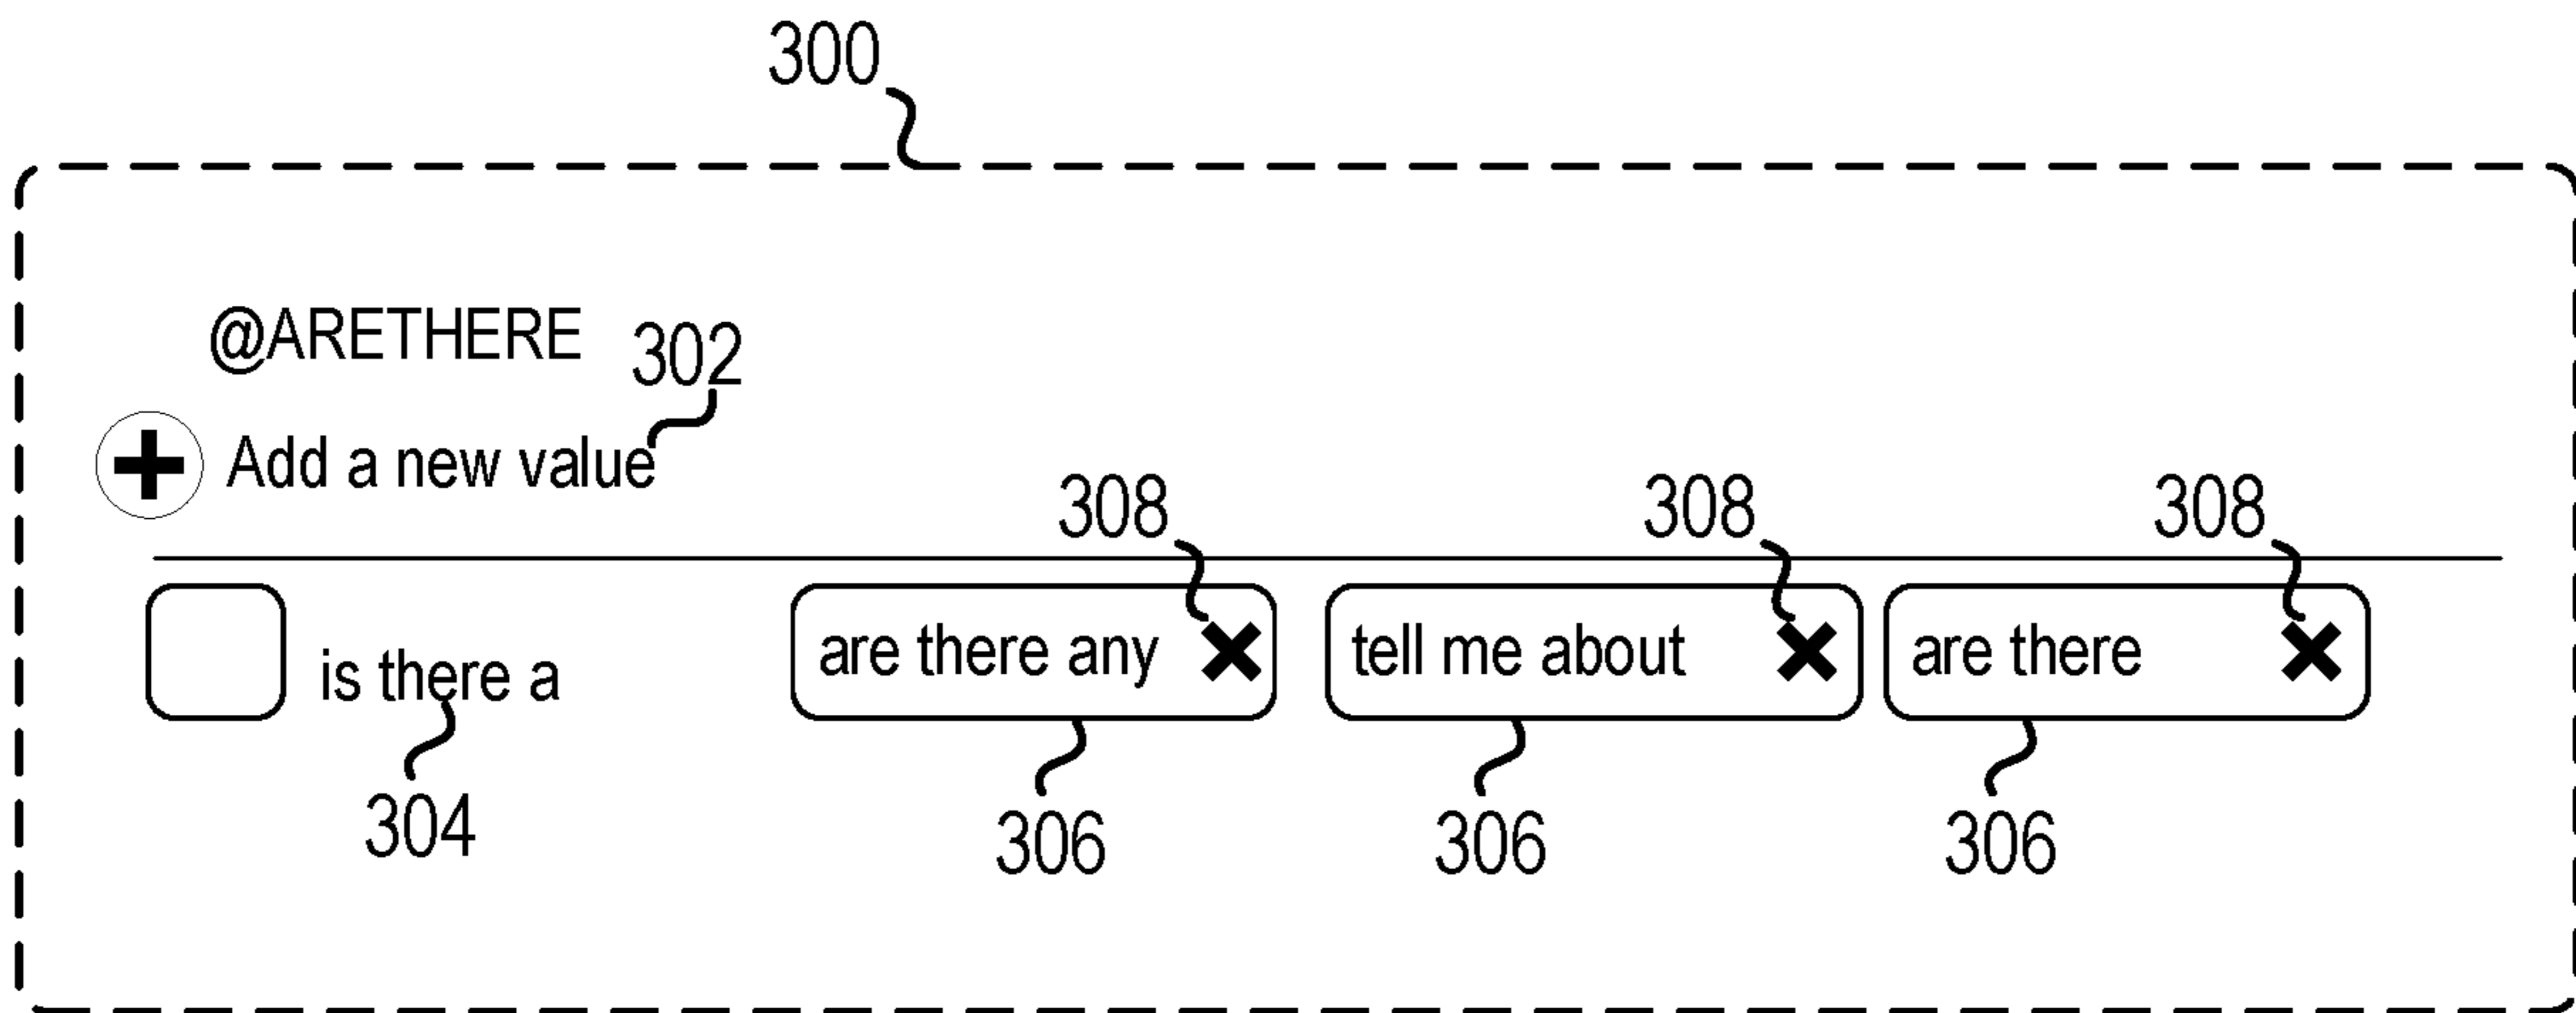 300
@ARETHERE
302
Add a new value
308 308 308
is there a are there any tell me about are there
304 306 306 306